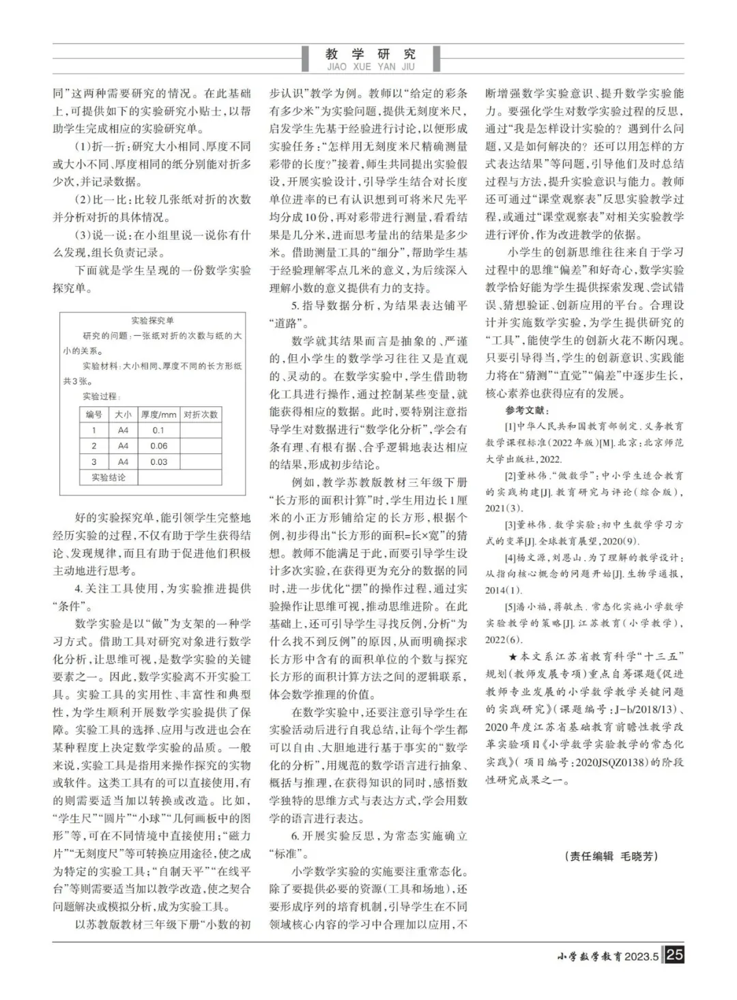 教 学 研 究
JIAO XUE YAN JIU
同”这两种需要研究的情况。在此基础
上,可提供如下的实验研究小贴士,以帮
助学生完成相应的实验研究单。
(1)折一折:研究大小相同、厚度不同
或大小不同、厚度相同的纸分别能对折多
少次,并记录数据。
(2)比一比:比较几张纸对折的次数
并分析对折的具体情况。
(3)说一说:在小组里说一说你有什
么发现,组长负责记录。
下面就是学生呈现的一份数学实验
探究单。
实验探究单
研究的问题:一张纸对折的次数与纸的大
小的关系。
实验材料:大小相同、厚度不同的长方形纸
共3张。
实验过程:
编号 大小 厚度/mm 对折次数
1 A4 0.1
2 A4 0.06
3 A4 0.03
实验结论
好的实验探究单,能引领学生完整地
经历实验的过程,不仅有助于学生获得结
论、发现规律,而且有助于促进他们积极
主动地进行思考。
4.关注工具使用,为实验推进提供
“条件”。
数学实验是以“做”为支架的一种学
习方式。借助工具对研究对象进行数学
化分析,让思维可视,是数学实验的关键
要素之一。因此,数学实验离不开实验工
具。实验工具的实用性、丰富性和典型
性,为学生顺利开展数学实验提供了保
障。实验工具的选择、应用与改进也会在
某种程度上决定数学实验的品质。一般
来说,实验工具是指用来操作探究的实物
或软件。这类工具有的可以直接使用,有
的则需要适当加以转换或改造。比如,
“学生尺”“圆片”“小球”“几何画板中的图
形”等,可在不同情境中直接使用;“磁力
片”“无刻度尺”等可转换应用途径,使之成
为特定的实验工具;“自制天平”“在线平
台”等则需要适当加以教学改造,使之契合
问题解决或模拟分析,成为实验工具。
以苏教版教材三年级下册“小数的初
步认识”教学为例。教师以“给定的彩条
有多少米”为实验问题,提供无刻度米尺,
启发学生先基于经验进行讨论,以便形成
实验任务:“怎样用无刻度米尺精确测量
彩带的长度?”接着,师生共同提出实验假
设,开展实验设计,引导学生结合对长度
单位进率的已有认识想到可将米尺先平
均分成10份,再对彩带进行测量,看看结
果是几分米,进而思考量出的结果是多少
米。借助测量工具的“细分”,帮助学生基
于经验理解零点几米的意义,为后续深入
理解小数的意义提供有力的支持。
5.指导数据分析,为结果表达铺平
“道路”。
数学就其结果而言是抽象的、严谨
的,但小学生的数学学习往往又是直观
的、灵动的。在数学实验中,学生借助物
化工具进行操作,通过控制某些变量,就
能获得相应的数据。此时,要特别注意指
导学生对数据进行“数学化分析”,学会有
条有理、有根有据、合乎逻辑地表达相应
的结果,形成初步结论。
例如,教学苏教版教材三年级下册
“长方形的面积计算”时,学生用边长1厘
米的小正方形铺给定的长方形,根据个
例,初步得出“长方形的面积=长×宽”的猜
想。教师不能满足于此,而要引导学生设
计多次实验,在获得更为充分的数据的同
时,进一步优化“摆”的操作过程,通过实
验操作让思维可视,推动思维进阶。在此
基础上,还可引导学生寻找反例,分析“为
什么找不到反例”的原因,从而明确探求
长方形中含有的面积单位的个数与探究
长方形的面积计算方法之间的逻辑联系,
体会数学推理的价值。
在数学实验中,还要注意引导学生在
实验活动后进行自我总结,让每个学生都
可以自由、大胆地进行基于事实的“数学
化的分析”,用规范的数学语言进行抽象、
概括与推理,在获得知识的同时,感悟数
学独特的思维方式与表达方式,学会用数
学的语言进行表达。
6.开展实验反思,为常态实施确立
“标准”。
小学数学实验的实施要注重常态化。
除了要提供必要的资源(工具和场地),还
要形成序列的培育机制,引导学生在不同
领域核心内容的学习中合理加以应用,不
断增强数学实验意识、提升数学实验能
力。要强化学生对数学实验过程的反思,
通过“我是怎样设计实验的?遇到什么问
题,又是如何解决的?还可以用怎样的方
式表达结果”等问题,引导他们及时总结
过程与方法,提升实验意识与能力。教师
还可通过“课堂观察表”反思实验教学过
程,或通过“课堂观察表”对相关实验教学
进行评价,作为改进教学的依据。
小学生的创新思维往往来自于学习
过程中的思维“偏差”和好奇心,数学实验
教学恰好能为学生提供探索发现、尝试错
误、猜想验证、创新应用的平台。合理设
计并实施数学实验,为学生提供研究的
“工具”,能使学生的创新火花不断闪现。
只要引导得当,学生的创新意识、实践能
力将在“猜测”“直觉”“偏差”中逐步生长,
核心素养也获得应有的发展。
参考文献:
[1]中华人民共和国教育部制定.义务教育
数学课程标准(2022年版)[M].北京:北京师范
大学出版社,2022.
[2]董林伟.“做数学”:中小学生适合教育
的实践构建[J].教育研究与评论(综合版),
2021(3).
[3]董林伟.数学实验:初中生数学学习方
式的变革[J].全球教育展望,2020(9).
[4]杨文源,刘恩山.为了理解的教学设计:
从指向核心概念的问题开始[J].生物学通报,
2014(1).
[5]潘小福,蒋敏杰.常态化实施小学数学
实验教学的策略[J].江苏教育(小学教学),
2022(6).
★本文系江苏省教育科学“十三五”
规划(教师发展专项)重点自筹课题《促进
教师专业发展的小学数学教学关键问题
的实践研究》(课题编号:J-b/2018/13)、
2020年度江苏省基础教育前瞻性教学改
革实验项目《小学数学实验教学的常态化
实践》(项目编号:2020JSQZ0138)的阶段
性研究成果之一。
(责任编辑 毛晓芳)
小学数学教育 2023.5 25